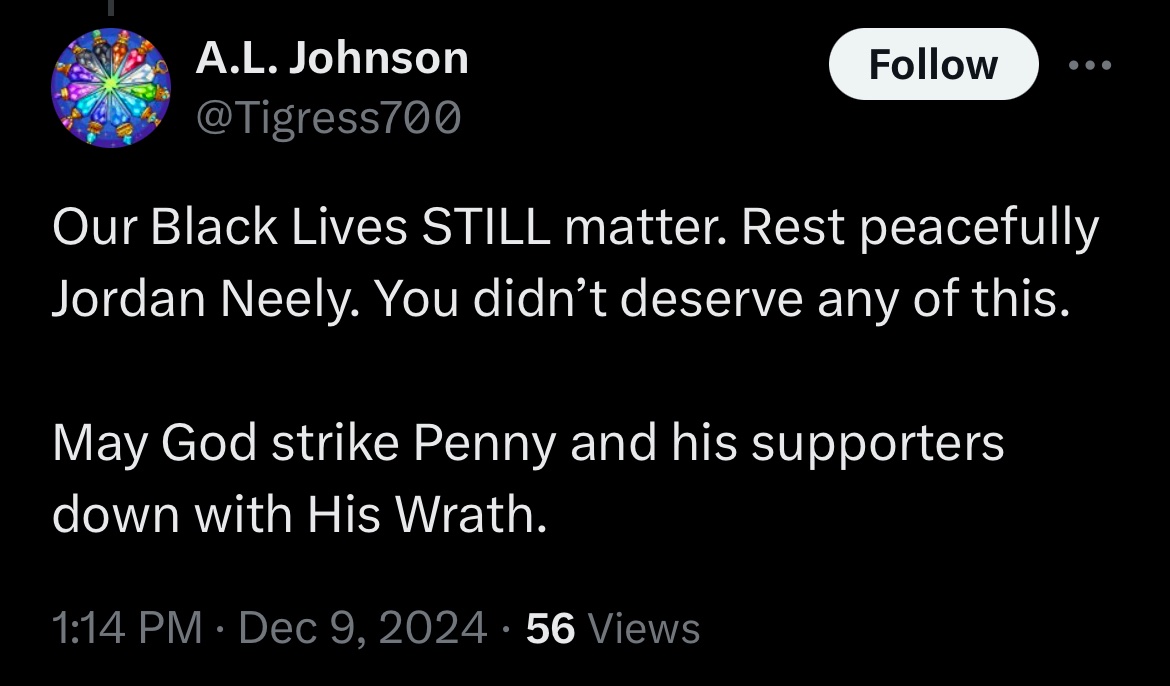 A.L. Johnson
@Tigress700
Follow
Our Black Lives STILL matter. Rest peacefully
Jordan Neely. You didn’t deserve any of this.
May God strike Penny and his supporters
down with His Wrath.
1:14 PM · Dec 9, 2024 · 56 Views